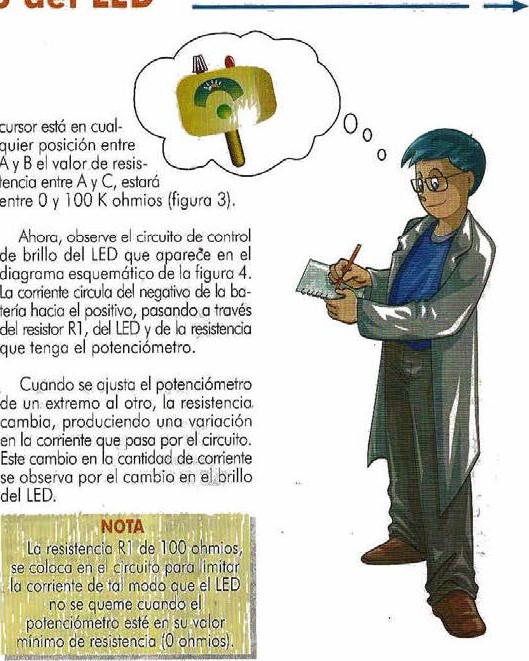 del LED
cursor está en cual-
quier posición entre
A y B el valor de resis-
tencia entre A y C, estará
entre 0 y 100 K ohmios (figura 3).
Ahora, observe el circuito de control
de brillo del LED que aparece en el
diagrama esquemático de la figura 4.
La corriente circula del negativo de la ba-
tería hacia el positivo, pasando a través
del resistor R1, del LED y de la resistencia
que tenga el potenciómetro.
Cuando se ajusta el potenciómetro
de un extremo al otro, la resistencia
cambia, produciendo una variación
en la corriente que pasa por el circuito.
Este cambio en la cantidad de corriente
se observa por el cambio en el brillo
del LED.
NOTA
La resistencia R1 de 100 ohmios,
se coloca en el circuito para limitar
la corriente de tal modo que el LED
no se queme cuando el
potenciómetro esté en su valor
mínimo de resistencia (0 ohmios).